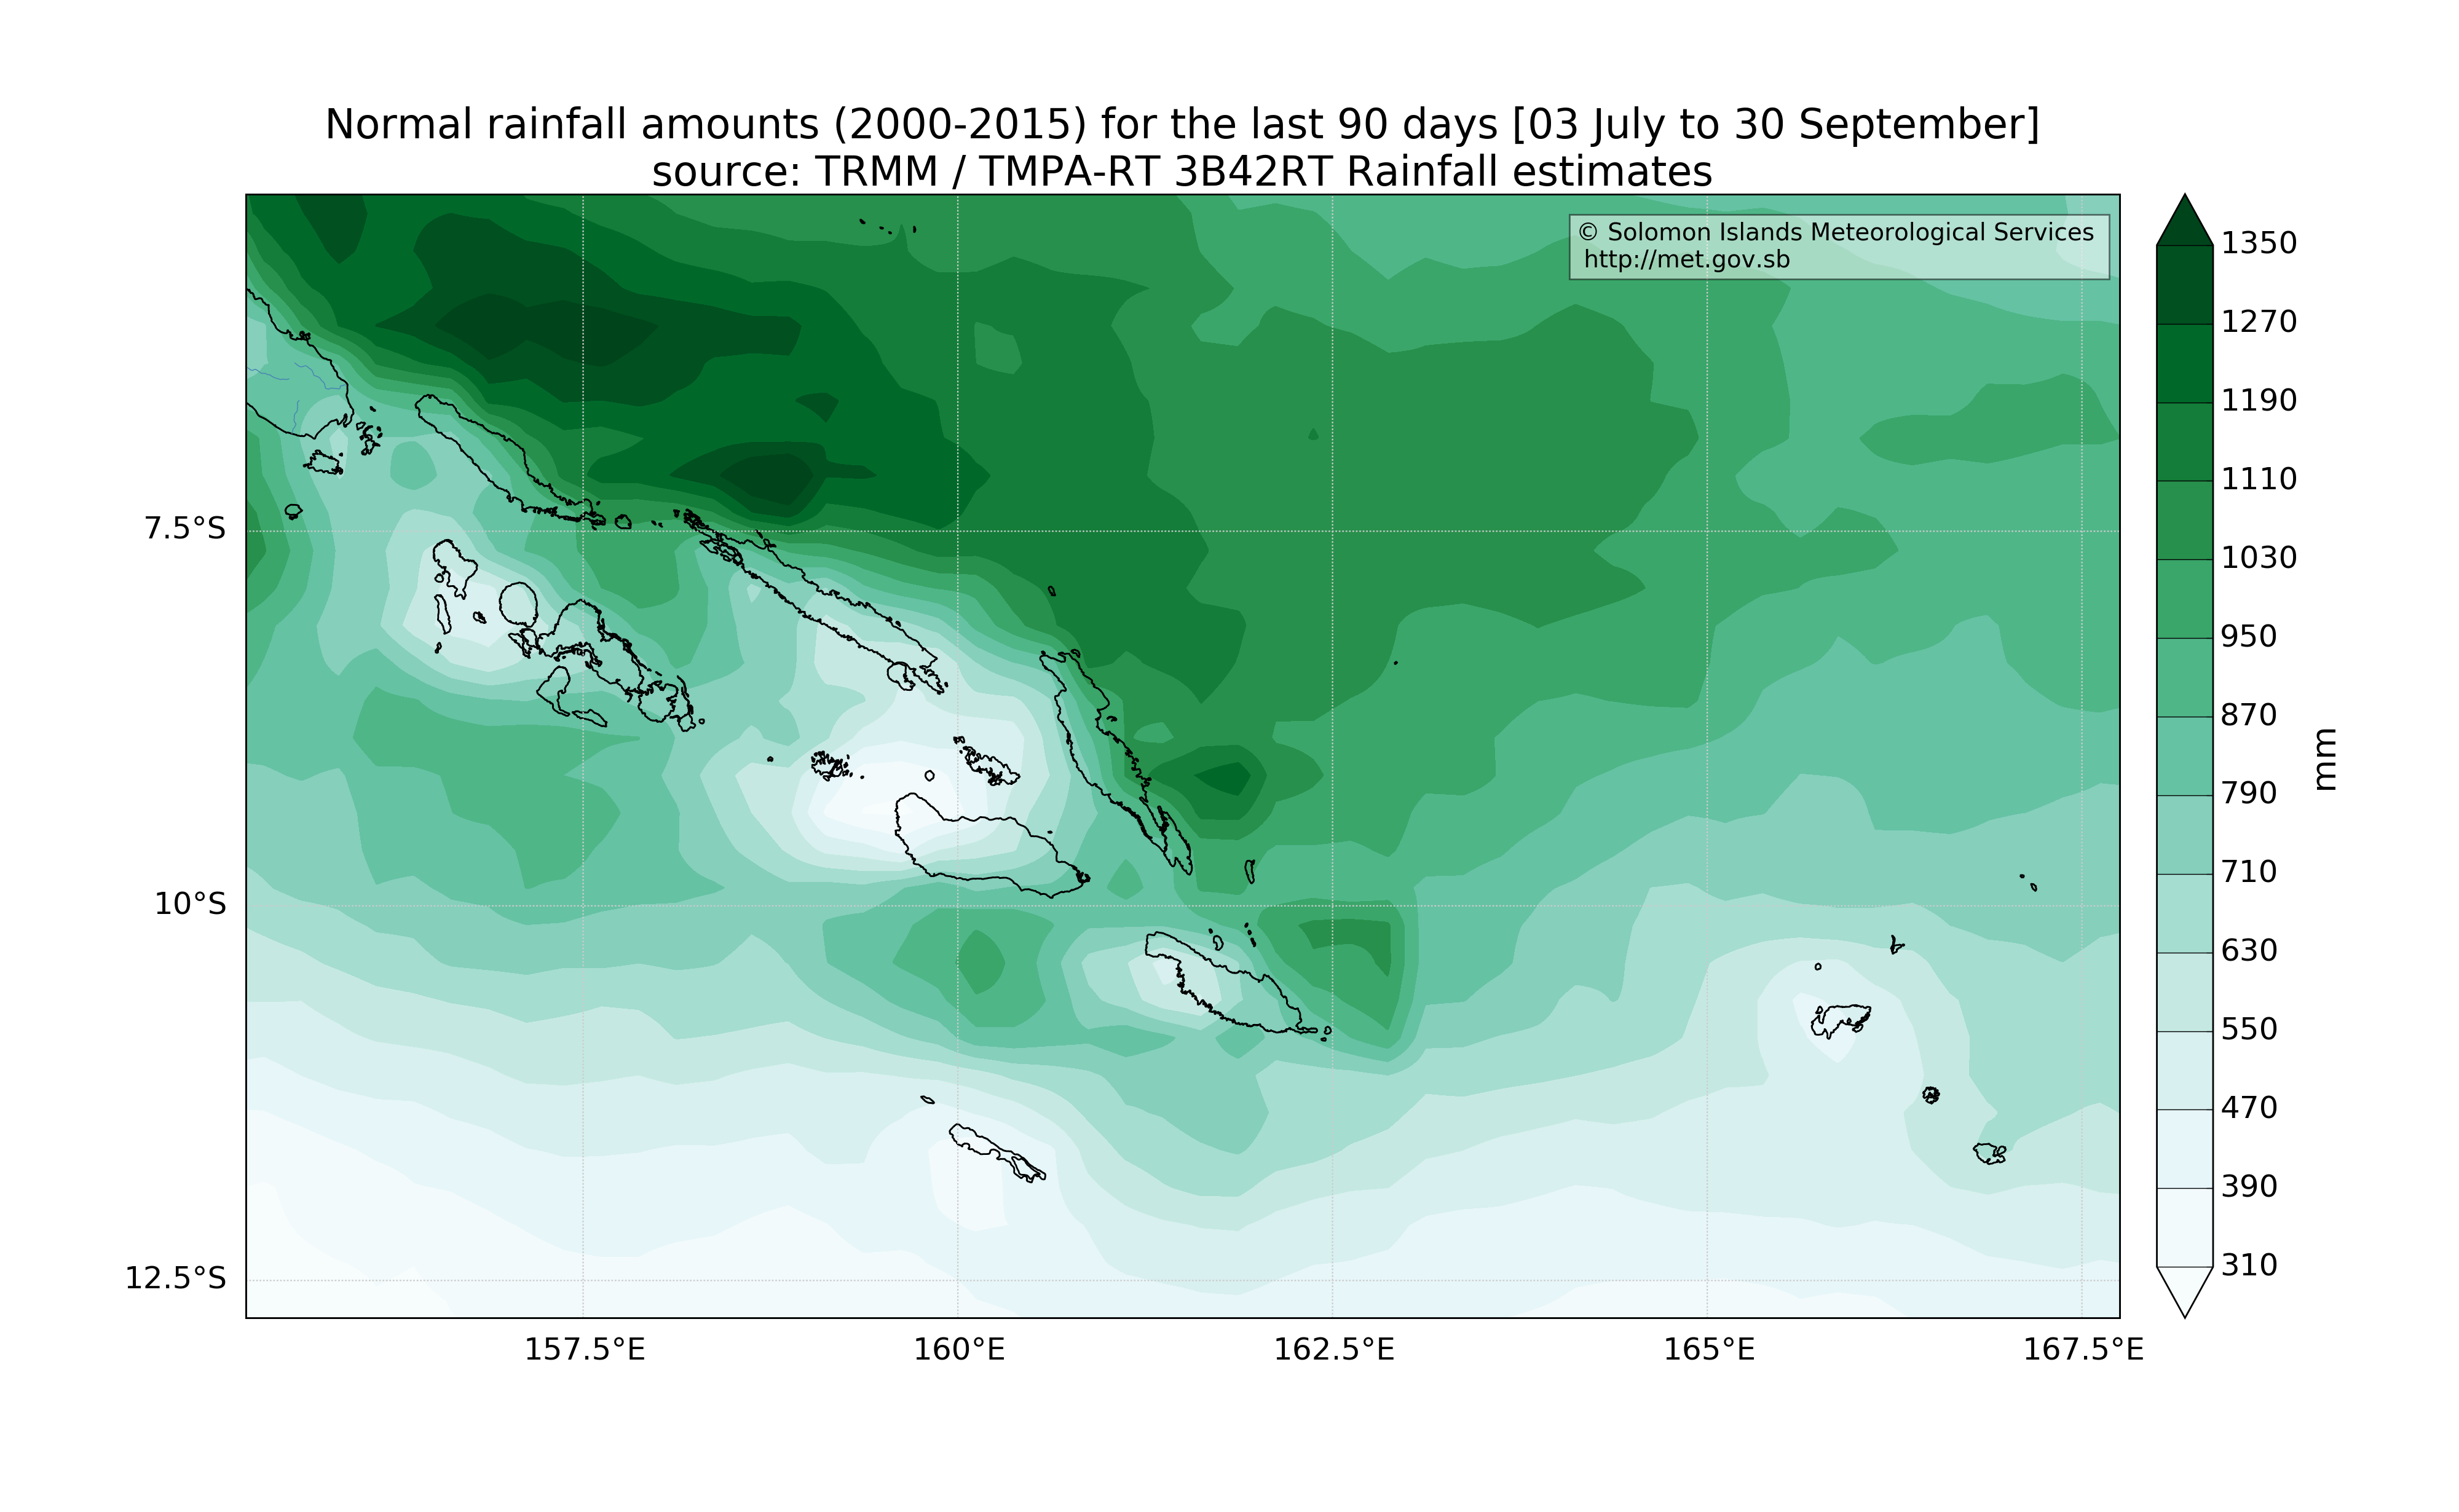 Normal rainfall amounts (2000-2015) for the last 90 days [03 July to 30 September]
source: TRMM / TMPA-RT 3B42RT Rainfall estimates
© Solomon Islands Meteorological Services
http://met.gov.sb
7.5°S
10°S
12.5°S
157.5°E
160°E
162.5°E
165°E
167.5°E
1350
1270
1190
1110
1030
950
870
790
710
630
550
470
390
310
mm